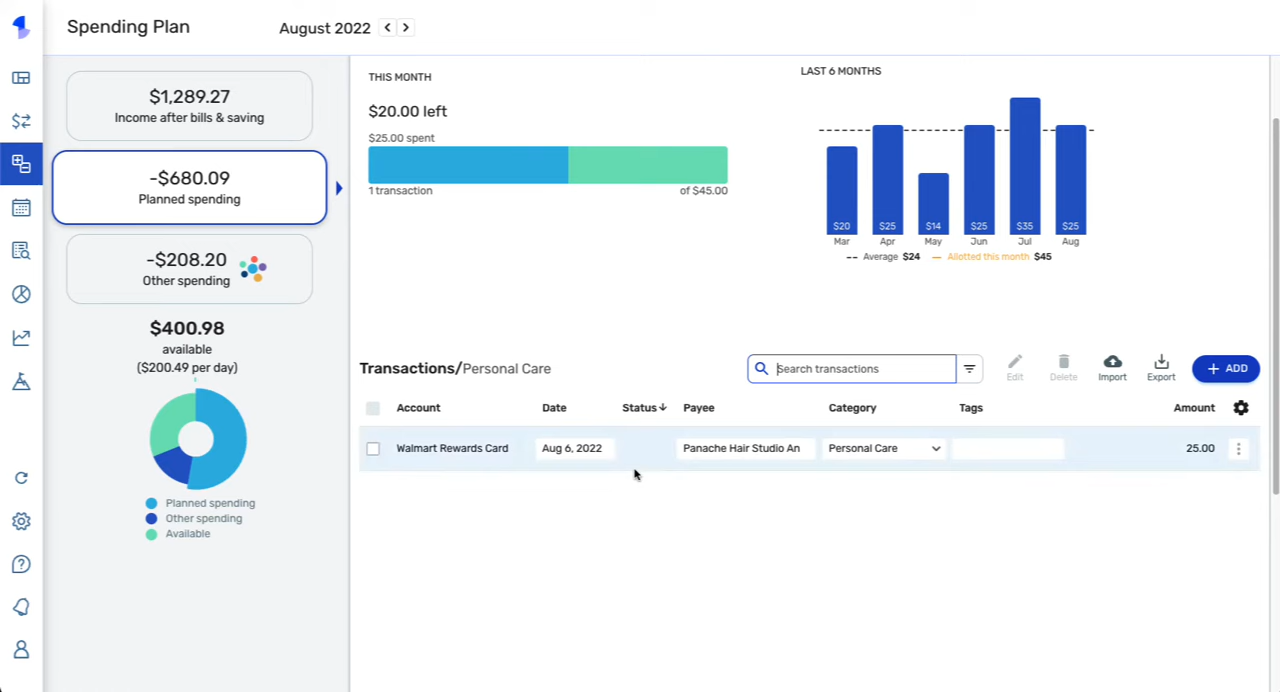 Spending Plan
August 2022
$1,289.27
Income after bills & saving
-$680.09
Planned spending
-$208.20
Other spending
$400.98
available
($200.49 per day)
Planned spending
Other spending
Available
THIS MONTH
$20.00 left
$25.00 spent
1 transaction
of $45.00
LAST 6 MONTHS
$20 $25 $14 $25 $35 $25
Mar Apr May Jun Jul Aug
Average $24 Allotted this month $45
Transactions/Personal Care
Search transactions
Edit
Delete
Import
Export
+ ADD
Account Date Status Payee Category Tags Amount
Walmart Rewards Card Aug 6, 2022 Panache Hair Studio An Personal Care 25.00